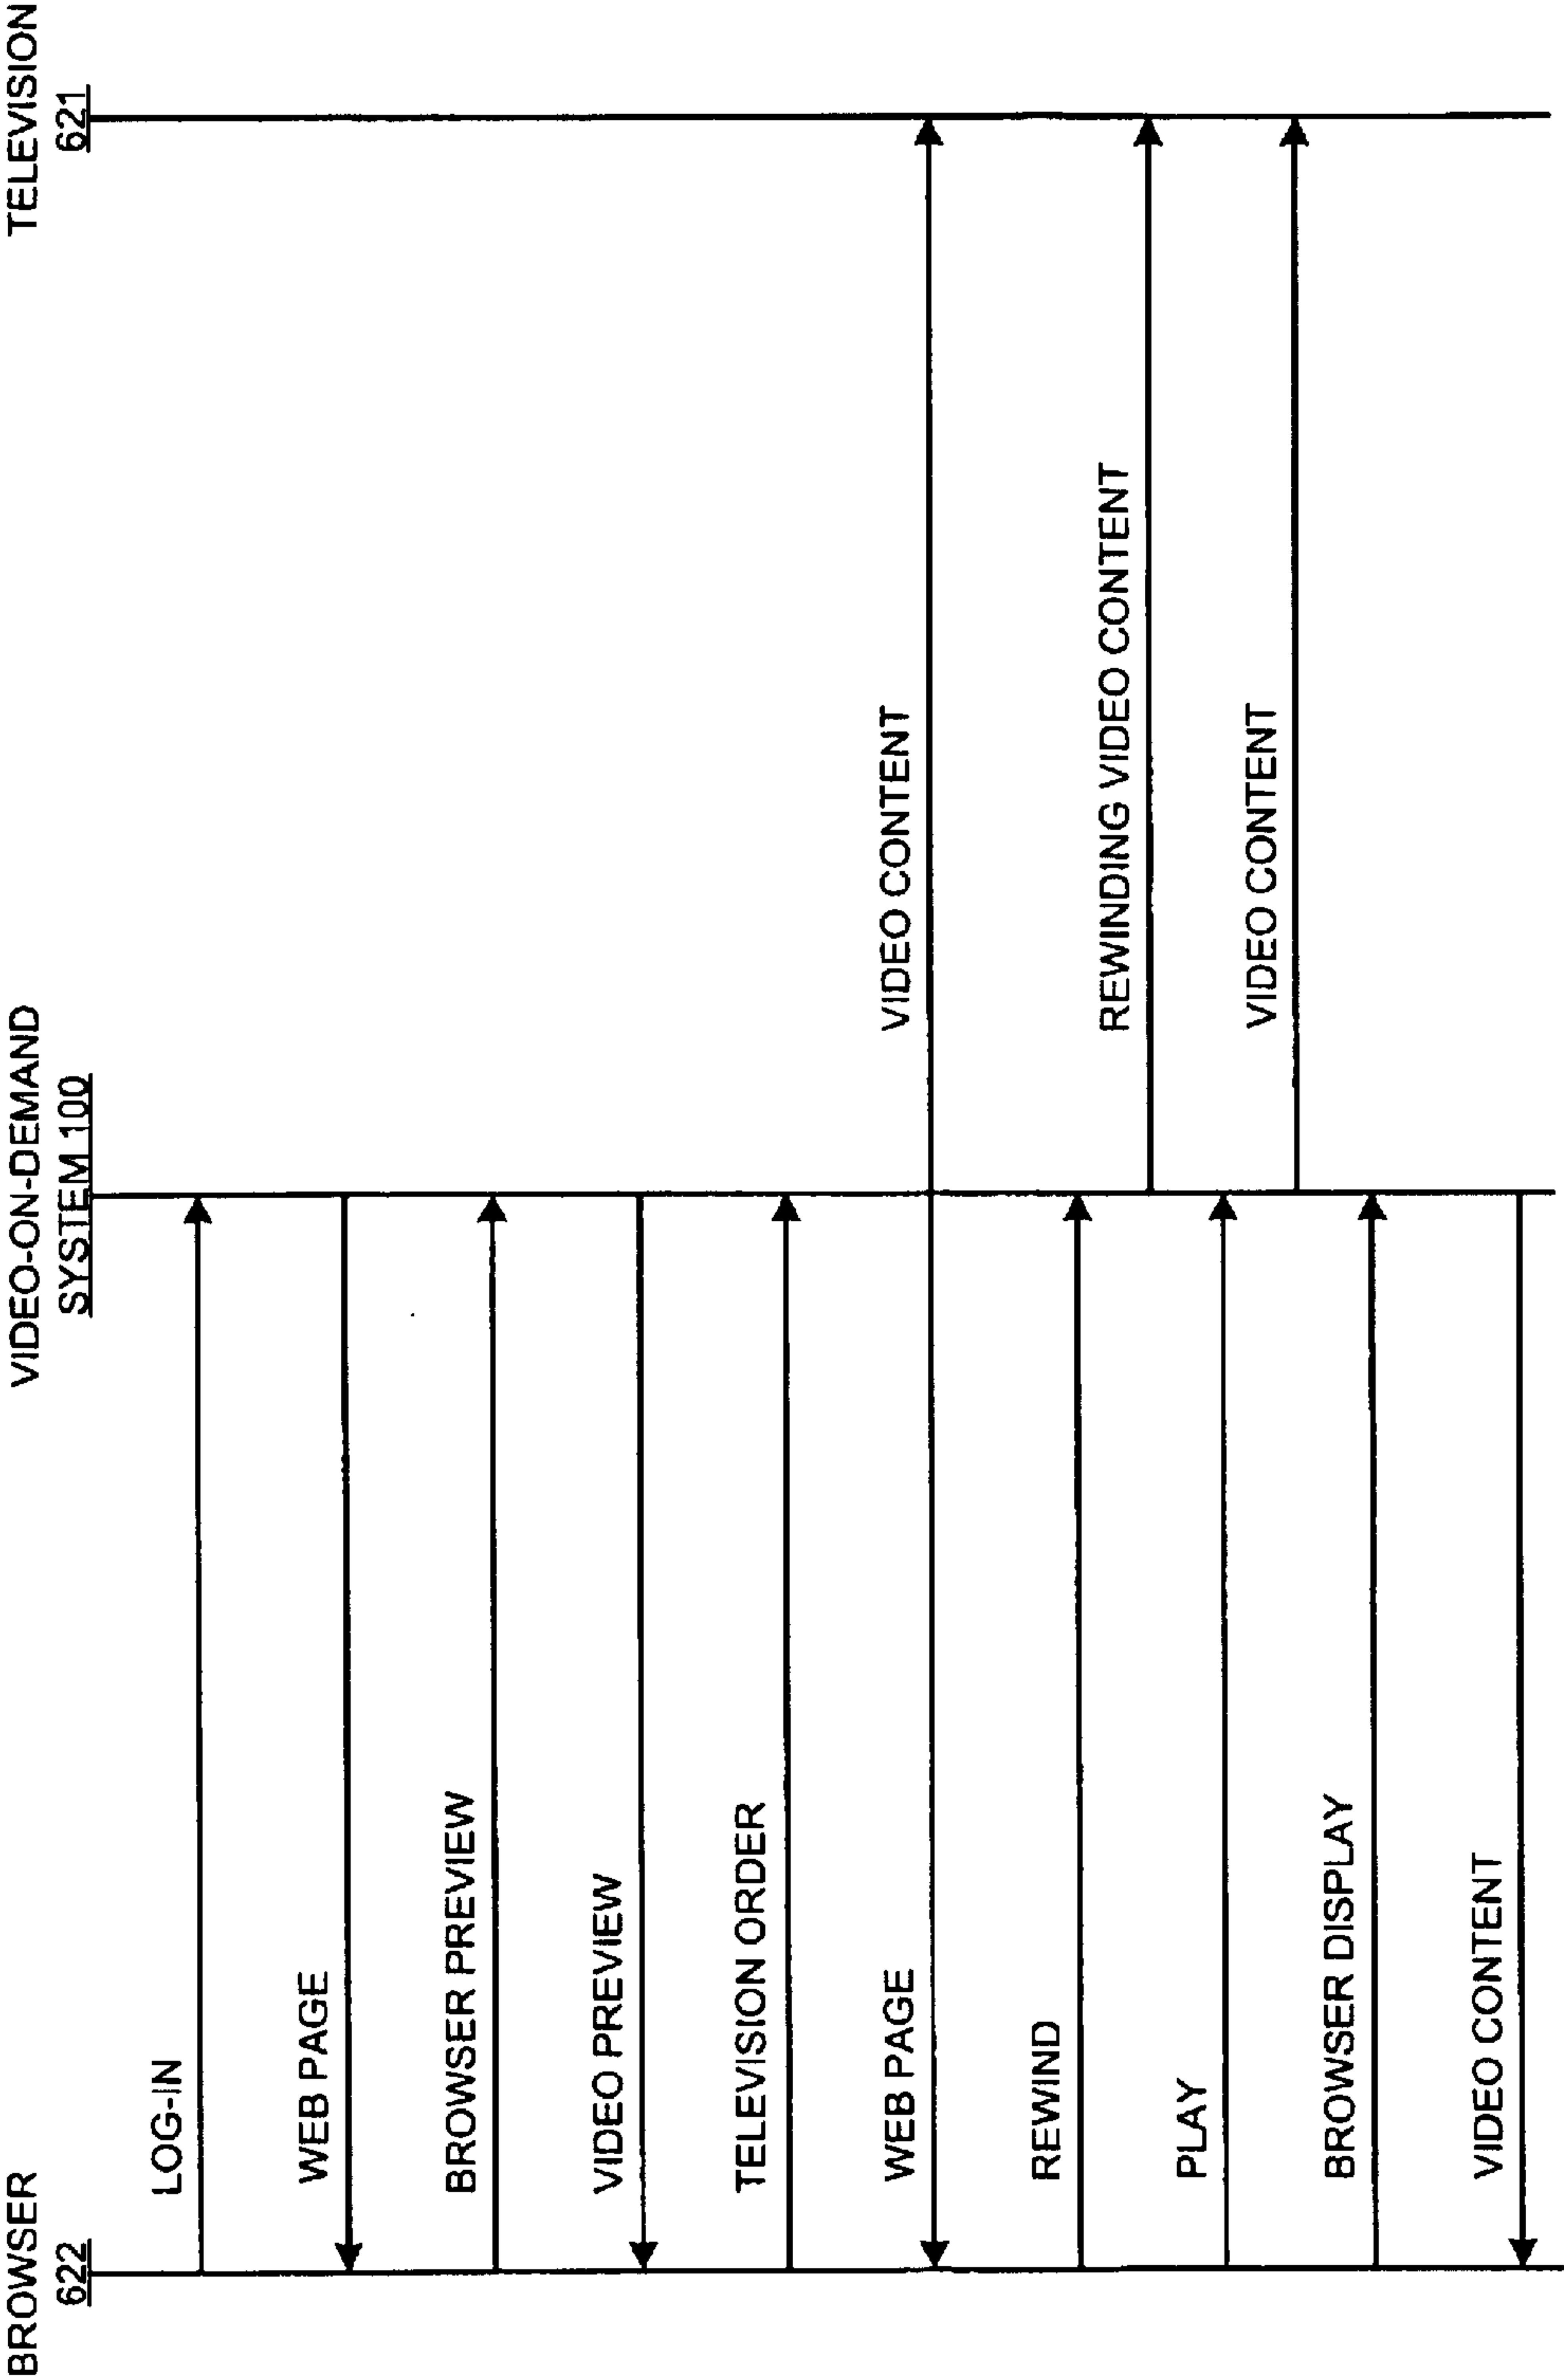 BROWSER
622
VIDEO-ON-DEMAND
SYSTEM 100
TELEVISION
621
LOG-IN
WEB PAGE
BROWSER PREVIEW
VIDEO PREVIEW
TELEVISION ORDER
WEB PAGE
VIDEO CONTENT
REWIND
REWINDING VIDEO CONTENT
PLAY
VIDEO CONTENT
BROWSER DISPLAY
VIDEO CONTENT